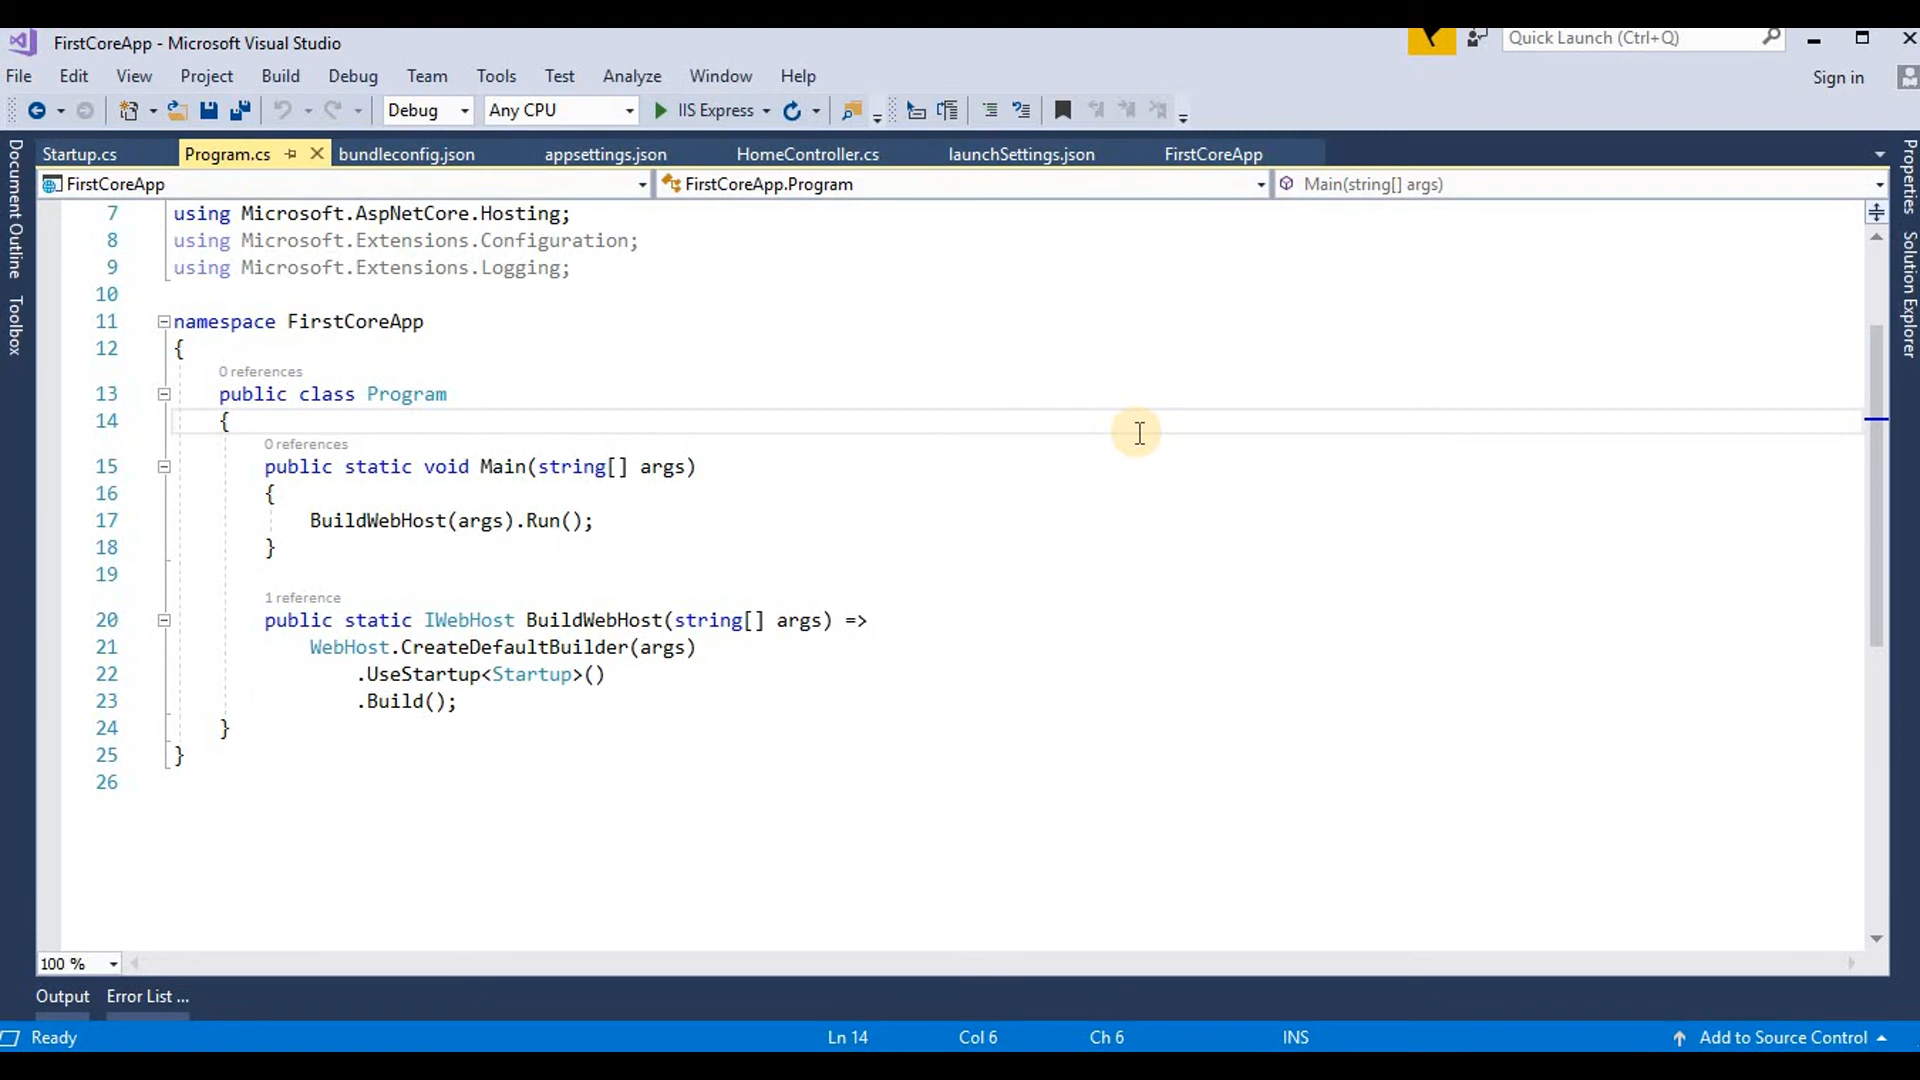 FirstCoreApp - Microsoft Visual Studio
Quick Launch (Ctrl+Q)
File Edit View Project Build Debug Team Tools Test Analyze Window Help
Sign in
Debug Any CPU IIS Express
Startup.cs Program.cs bundleconfig.json appsettings.json HomeController.cs launchSettings.json FirstCoreApp
FirstCoreApp FirstCoreApp.Program Main(string[] args)
Document Outline
Toolbox
Properties
Solution Explorer
7 using Microsoft.AspNetCore.Hosting;
8 using Microsoft.Extensions.Configuration;
9 using Microsoft.Extensions.Logging;
10
11 namespace FirstCoreApp
12 {
0 references
13 public class Program
14 {
0 references
15 public static void Main(string[] args)
16 {
17 BuildWebHost(args).Run();
18 }
19
1 reference
20 public static IWebHost BuildWebHost(string[] args) =>
21 WebHost.CreateDefaultBuilder(args)
22 .UseStartup<Startup>()
23 .Build();
24 }
25 }
26
100 %
Output Error List ...
Ready Ln 14 Col 6 Ch 6 INS Add to Source Control